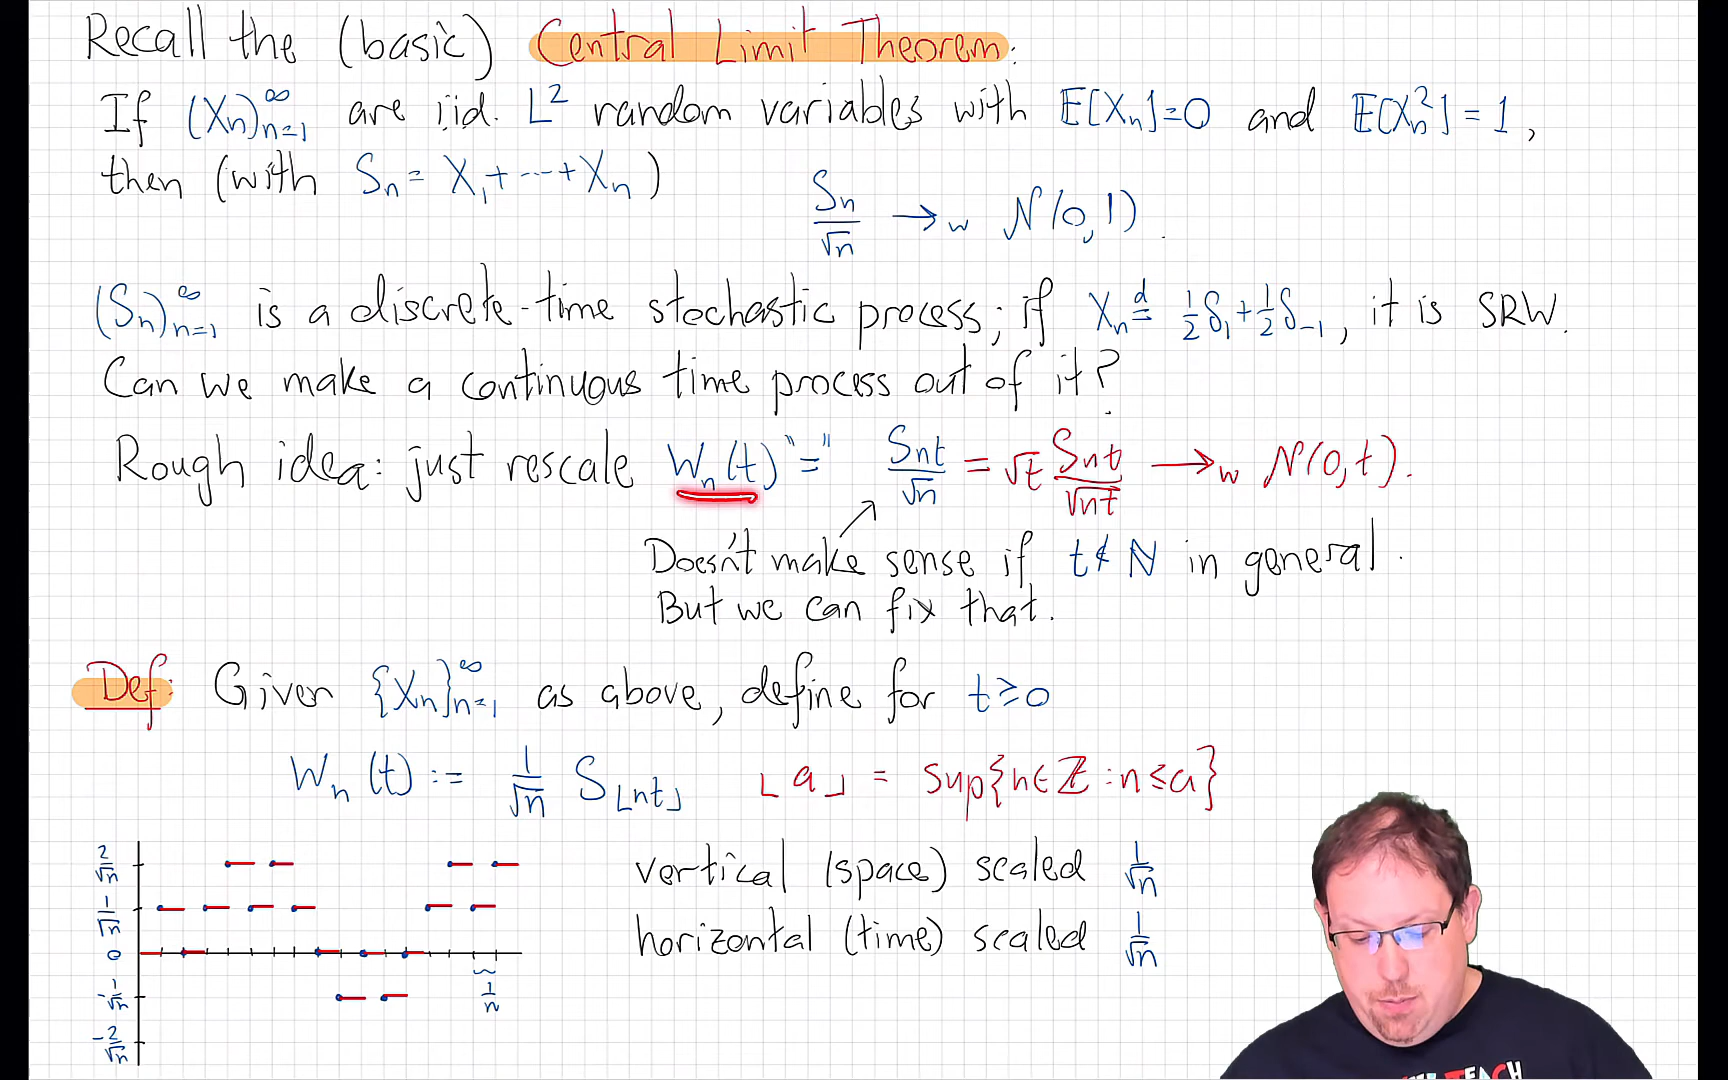 Recall the (basic) Central Limit Theorem:
If (Xn)∞n=1 are iid. L² random variables with E[Xn]=0 and E[Xn²]=1,
then (with Sn = X1+···+Xn)
Sn/√n →w N(0,1).
(Sn)∞n=1 is a discrete-time stochastic process; if Xn =d ½δ1+½δ-1, it is SRW.
Can we make a continuous time process out of it?
Rough idea: just rescale Wn(t) "=" Snt/√n = √t Snt/√nt →w N(0,t).
Doesn't make sense if t∉N in general.
But we can fix that.
Def: Given {Xn}∞n=1 as above, define for t≥0
Wn(t) := 1/√n S⌊nt⌋ ⌊a⌋ = sup{n∈Z : n≤a}
vertical (space) scaled 1/√n
horizontal (time) scaled 1/√n
2/√n
1/√n
0
-1/√n
-2/√n
1/n
TEACH